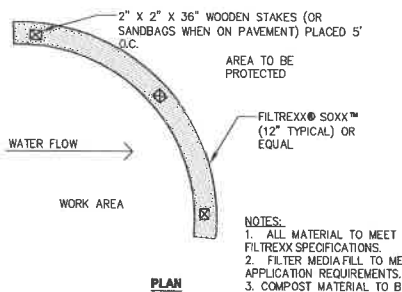 2" X 2" X 36" WOODEN STAKES (OR
SANDBAGS WHEN ON PAVEMENT) PLACED 5'
O.C.
AREA TO BE
PROTECTED
FILTREXX® SOXX™
(12" TYPICAL) OR
EQUAL
WATER FLOW
WORK AREA
PLAN
NOTES:
1. ALL MATERIAL TO MEET
FILTREXX SPECIFICATIONS.
2. FILTER MEDIA FILL TO ME
APPLICATION REQUIREMENTS.
3. COMPOST MATERIAL TO B